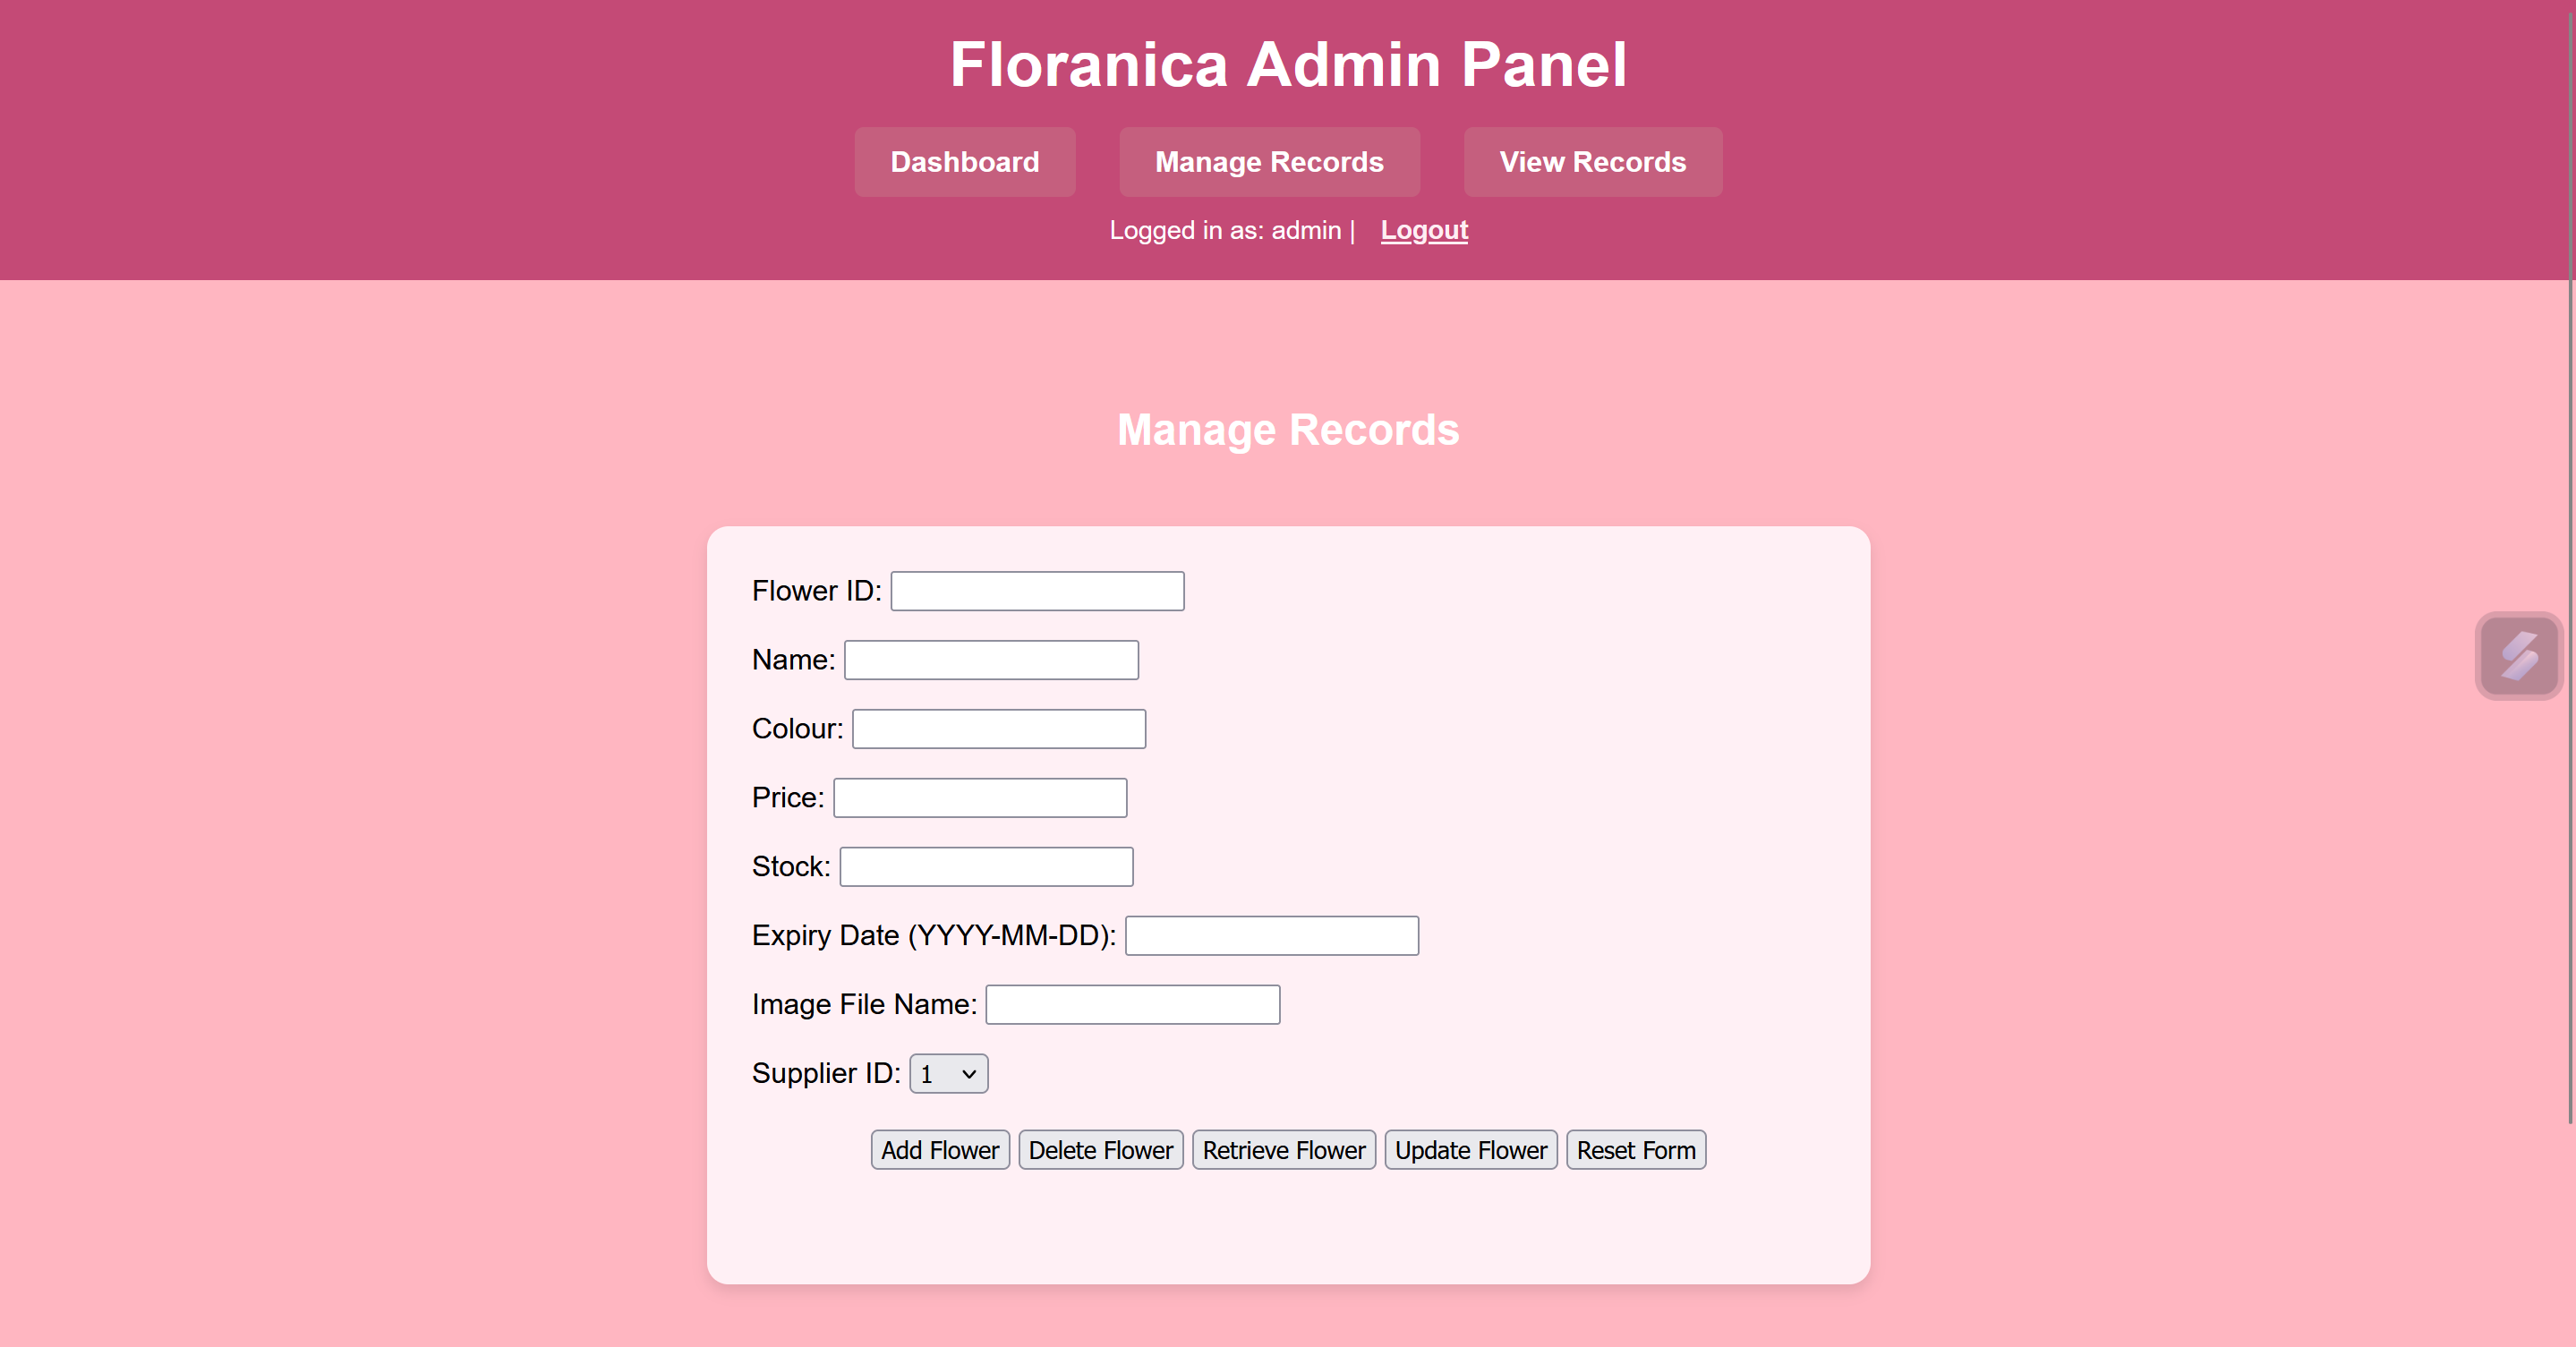 Floranica Admin Panel
Dashboard Manage Records View Records
Logged in as: admin | Logout
Manage Records
Flower ID:
Name:
Colour:
Price:
Stock:
Expiry Date (YYYY-MM-DD):
Image File Name:
Supplier ID: 1
Add Flower Delete Flower Retrieve Flower Update Flower Reset Form